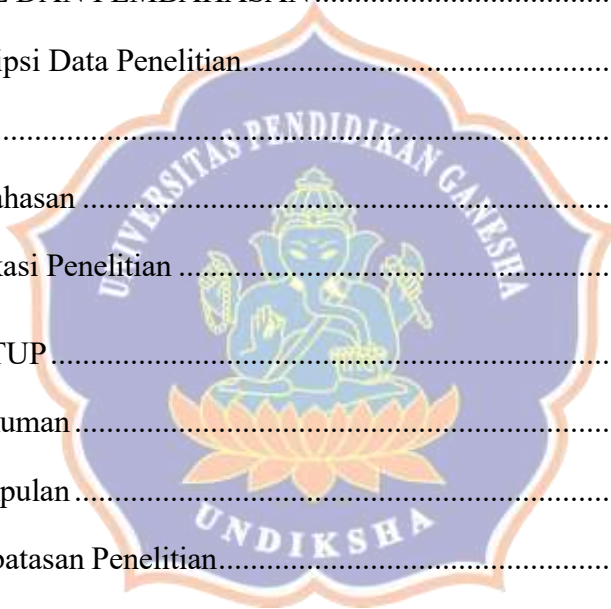 DAN PEMBAHASAN....................................
ipsi Data Penelitian....................................
....................................
UNIVERSITAS PENDIDIKAN GANESHA
ahasan....................................
asi Penelitian....................................
TUP....................................
uman....................................
pulan....................................
UNDIKSHA
batasan Penelitian....................................